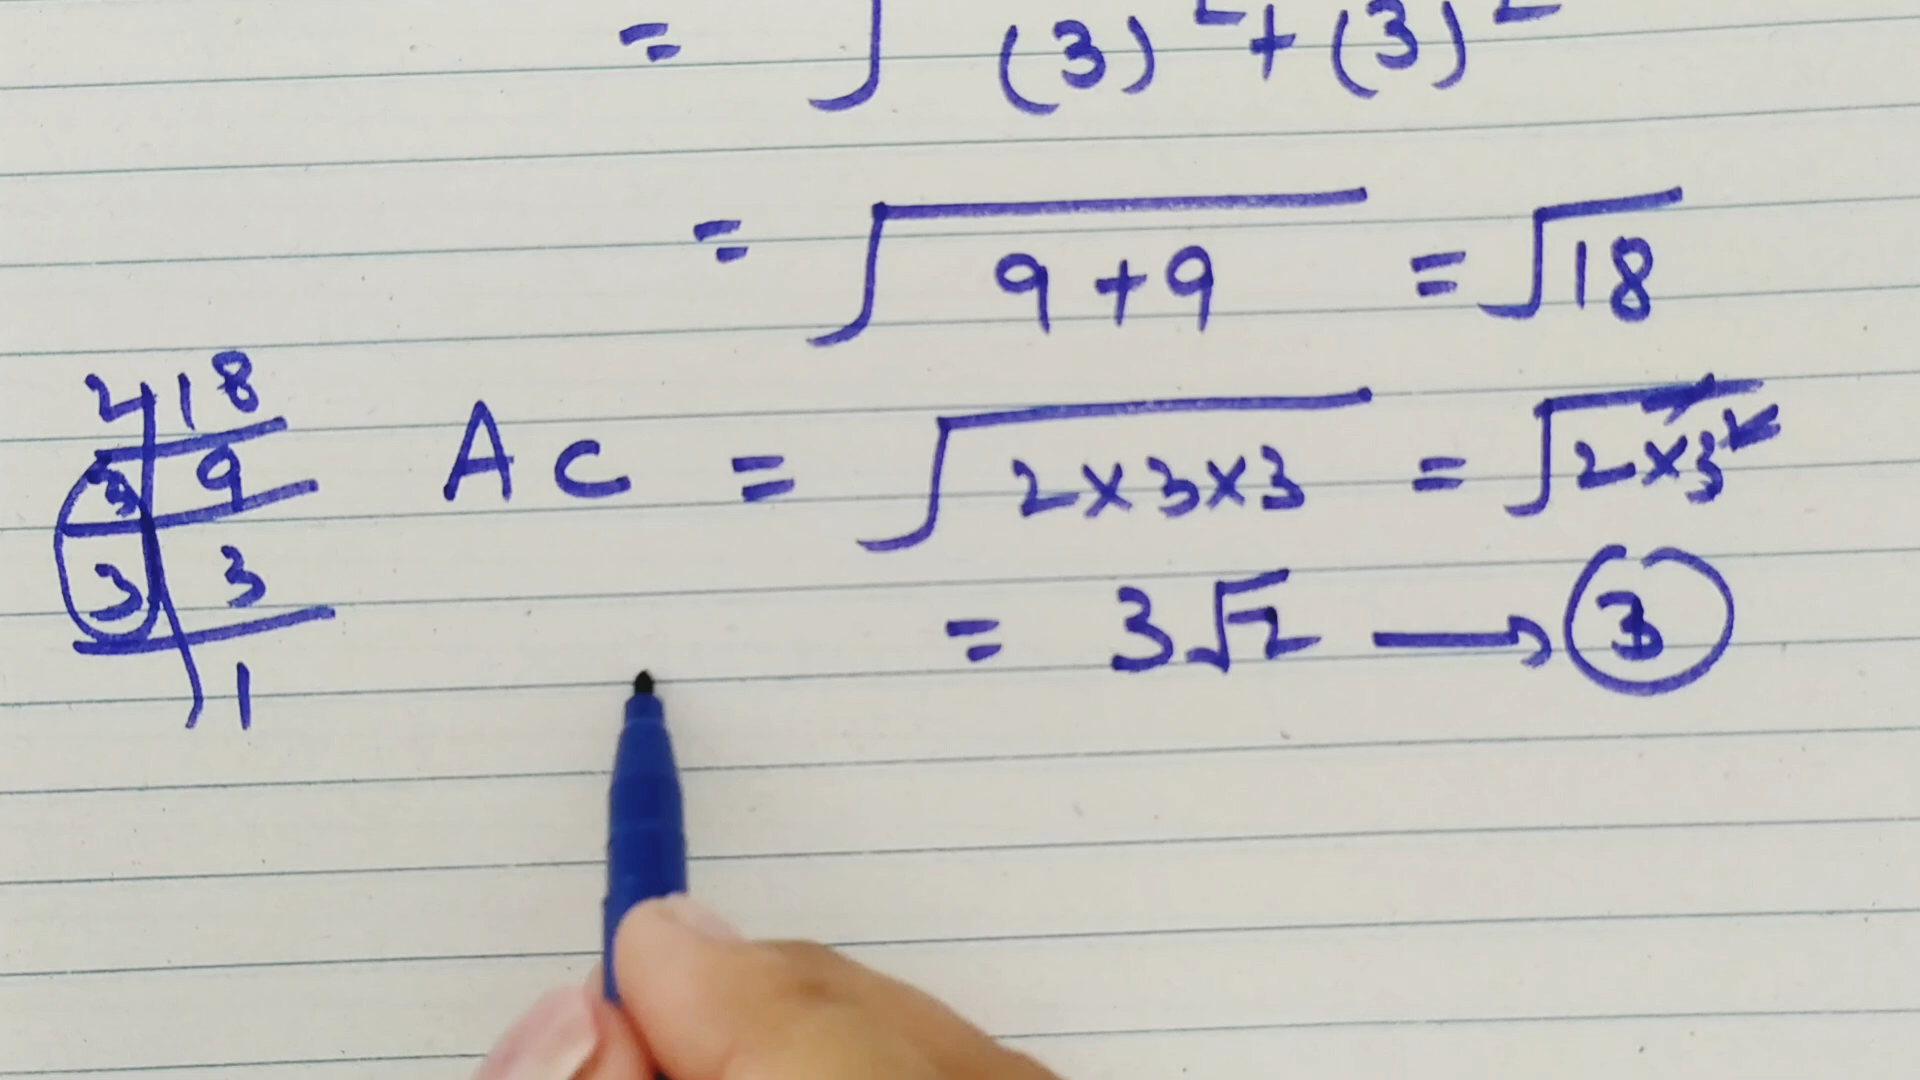 = √(3)² + (3)²
= √9 + 9 = √18
2 | 18
3 | 9
3 | 3
1
AC = √2×3×3 = √2×3²
= 3√2 → 3